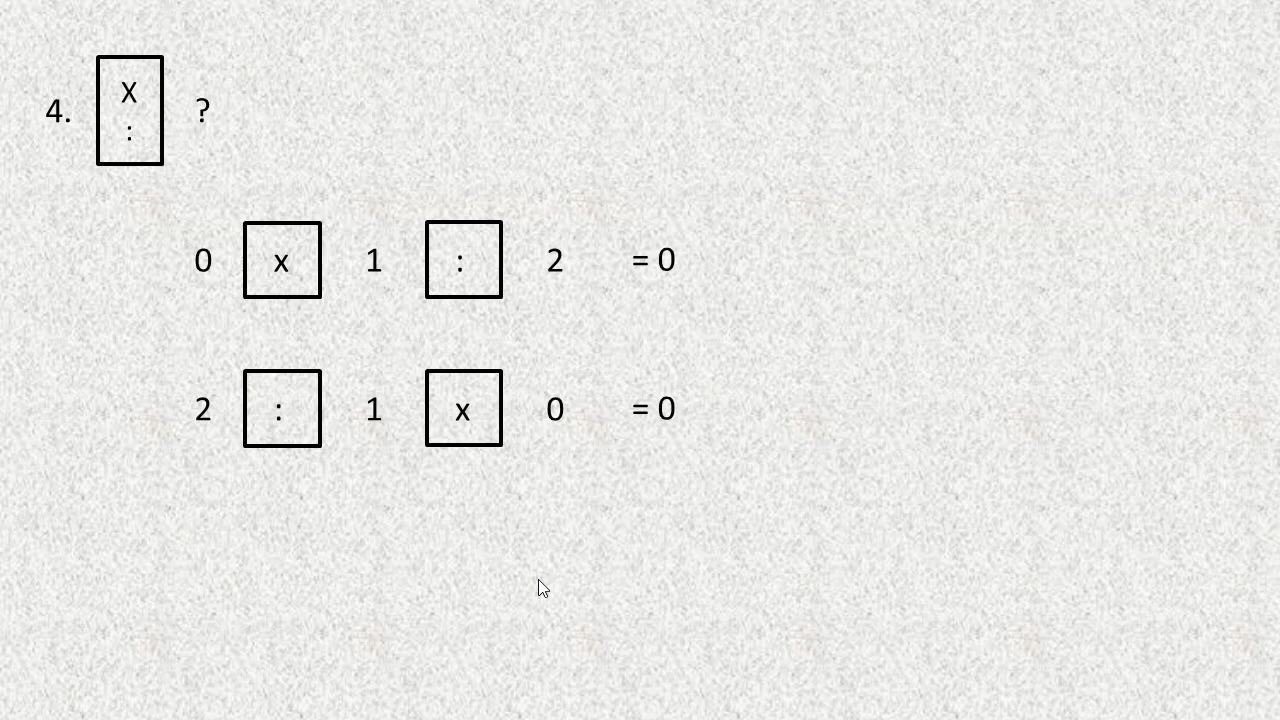 4. X : ?
0 x 1 : 2 = 0
2 : 1 x 0 = 0